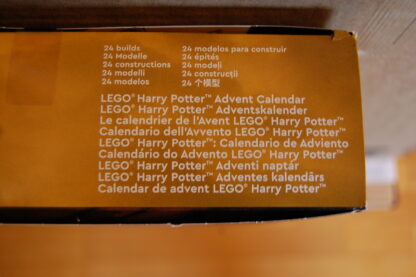 24 builds
24 Modelle
24 constructions
24 modelli
24 modelos
24 modelos para construir
24 építés
24 modeļi
24 construcții
24 个模型
LEGO® Harry Potter™ Advent Calendar
LEGO® Harry Potter™ Adventskalender
Le calendrier de l'Avent LEGO® Harry Potter™
Calendario dell'Avvento LEGO® Harry Potter™
LEGO® Harry Potter™: Calendario de Adviento
Calendário do Advento LEGO® Harry Potter™
LEGO® Harry Potter™ Adventi naptár
LEGO® Harry Potter™ Adventes kalendārs
Calendar de advent LEGO® Harry Potter™